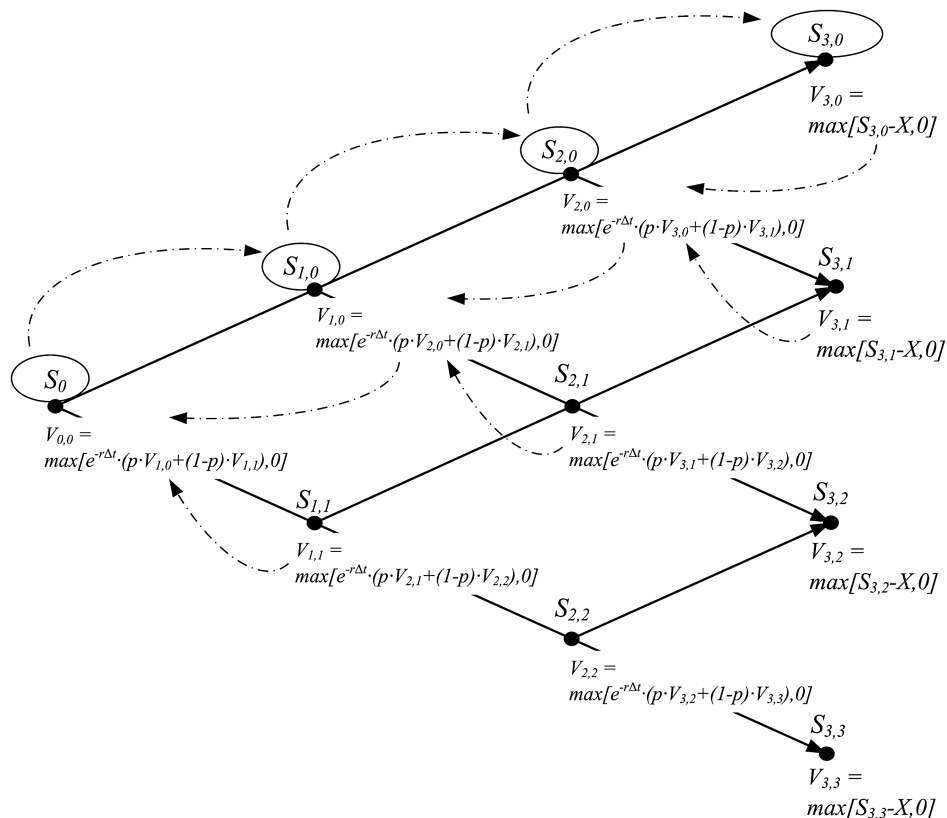 S3,0
V3,0 =
max[S3,0-X,0]
S2,0
V2,0 =
max[e-rΔt·(p·V3,0+(1-p)·V3,1),0]
S3,1
V3,1 =
max[S3,1-X,0]
S1,0
V1,0 =
max[e-rΔt·(p·V2,0+(1-p)·V2,1),0]
S2,1
V2,1 =
max[e-rΔt·(p·V3,1+(1-p)·V3,2),0]
S0
V0,0 =
max[e-rΔt·(p·V1,0+(1-p)·V1,1),0]
S1,1
V1,1 =
max[e-rΔt·(p·V2,1+(1-p)·V2,2),0]
S3,2
V3,2 =
max[S3,2-X,0]
S2,2
V2,2 =
max[e-rΔt·(p·V3,2+(1-p)·V3,3),0]
S3,3
V3,3 =
max[S3,3-X,0]